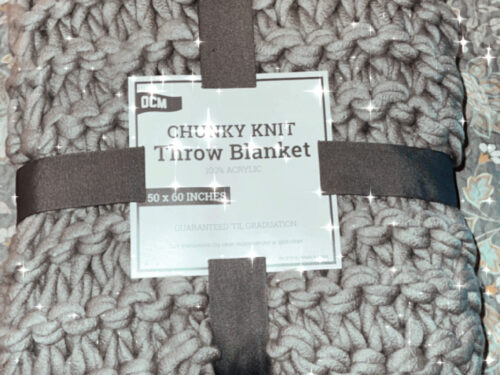 OCM
CHUNKY KNIT
Throw Blanket
100% ACRYLIC
50 x 60 INCHES
GUARANTEED 'TIL GRADUATION